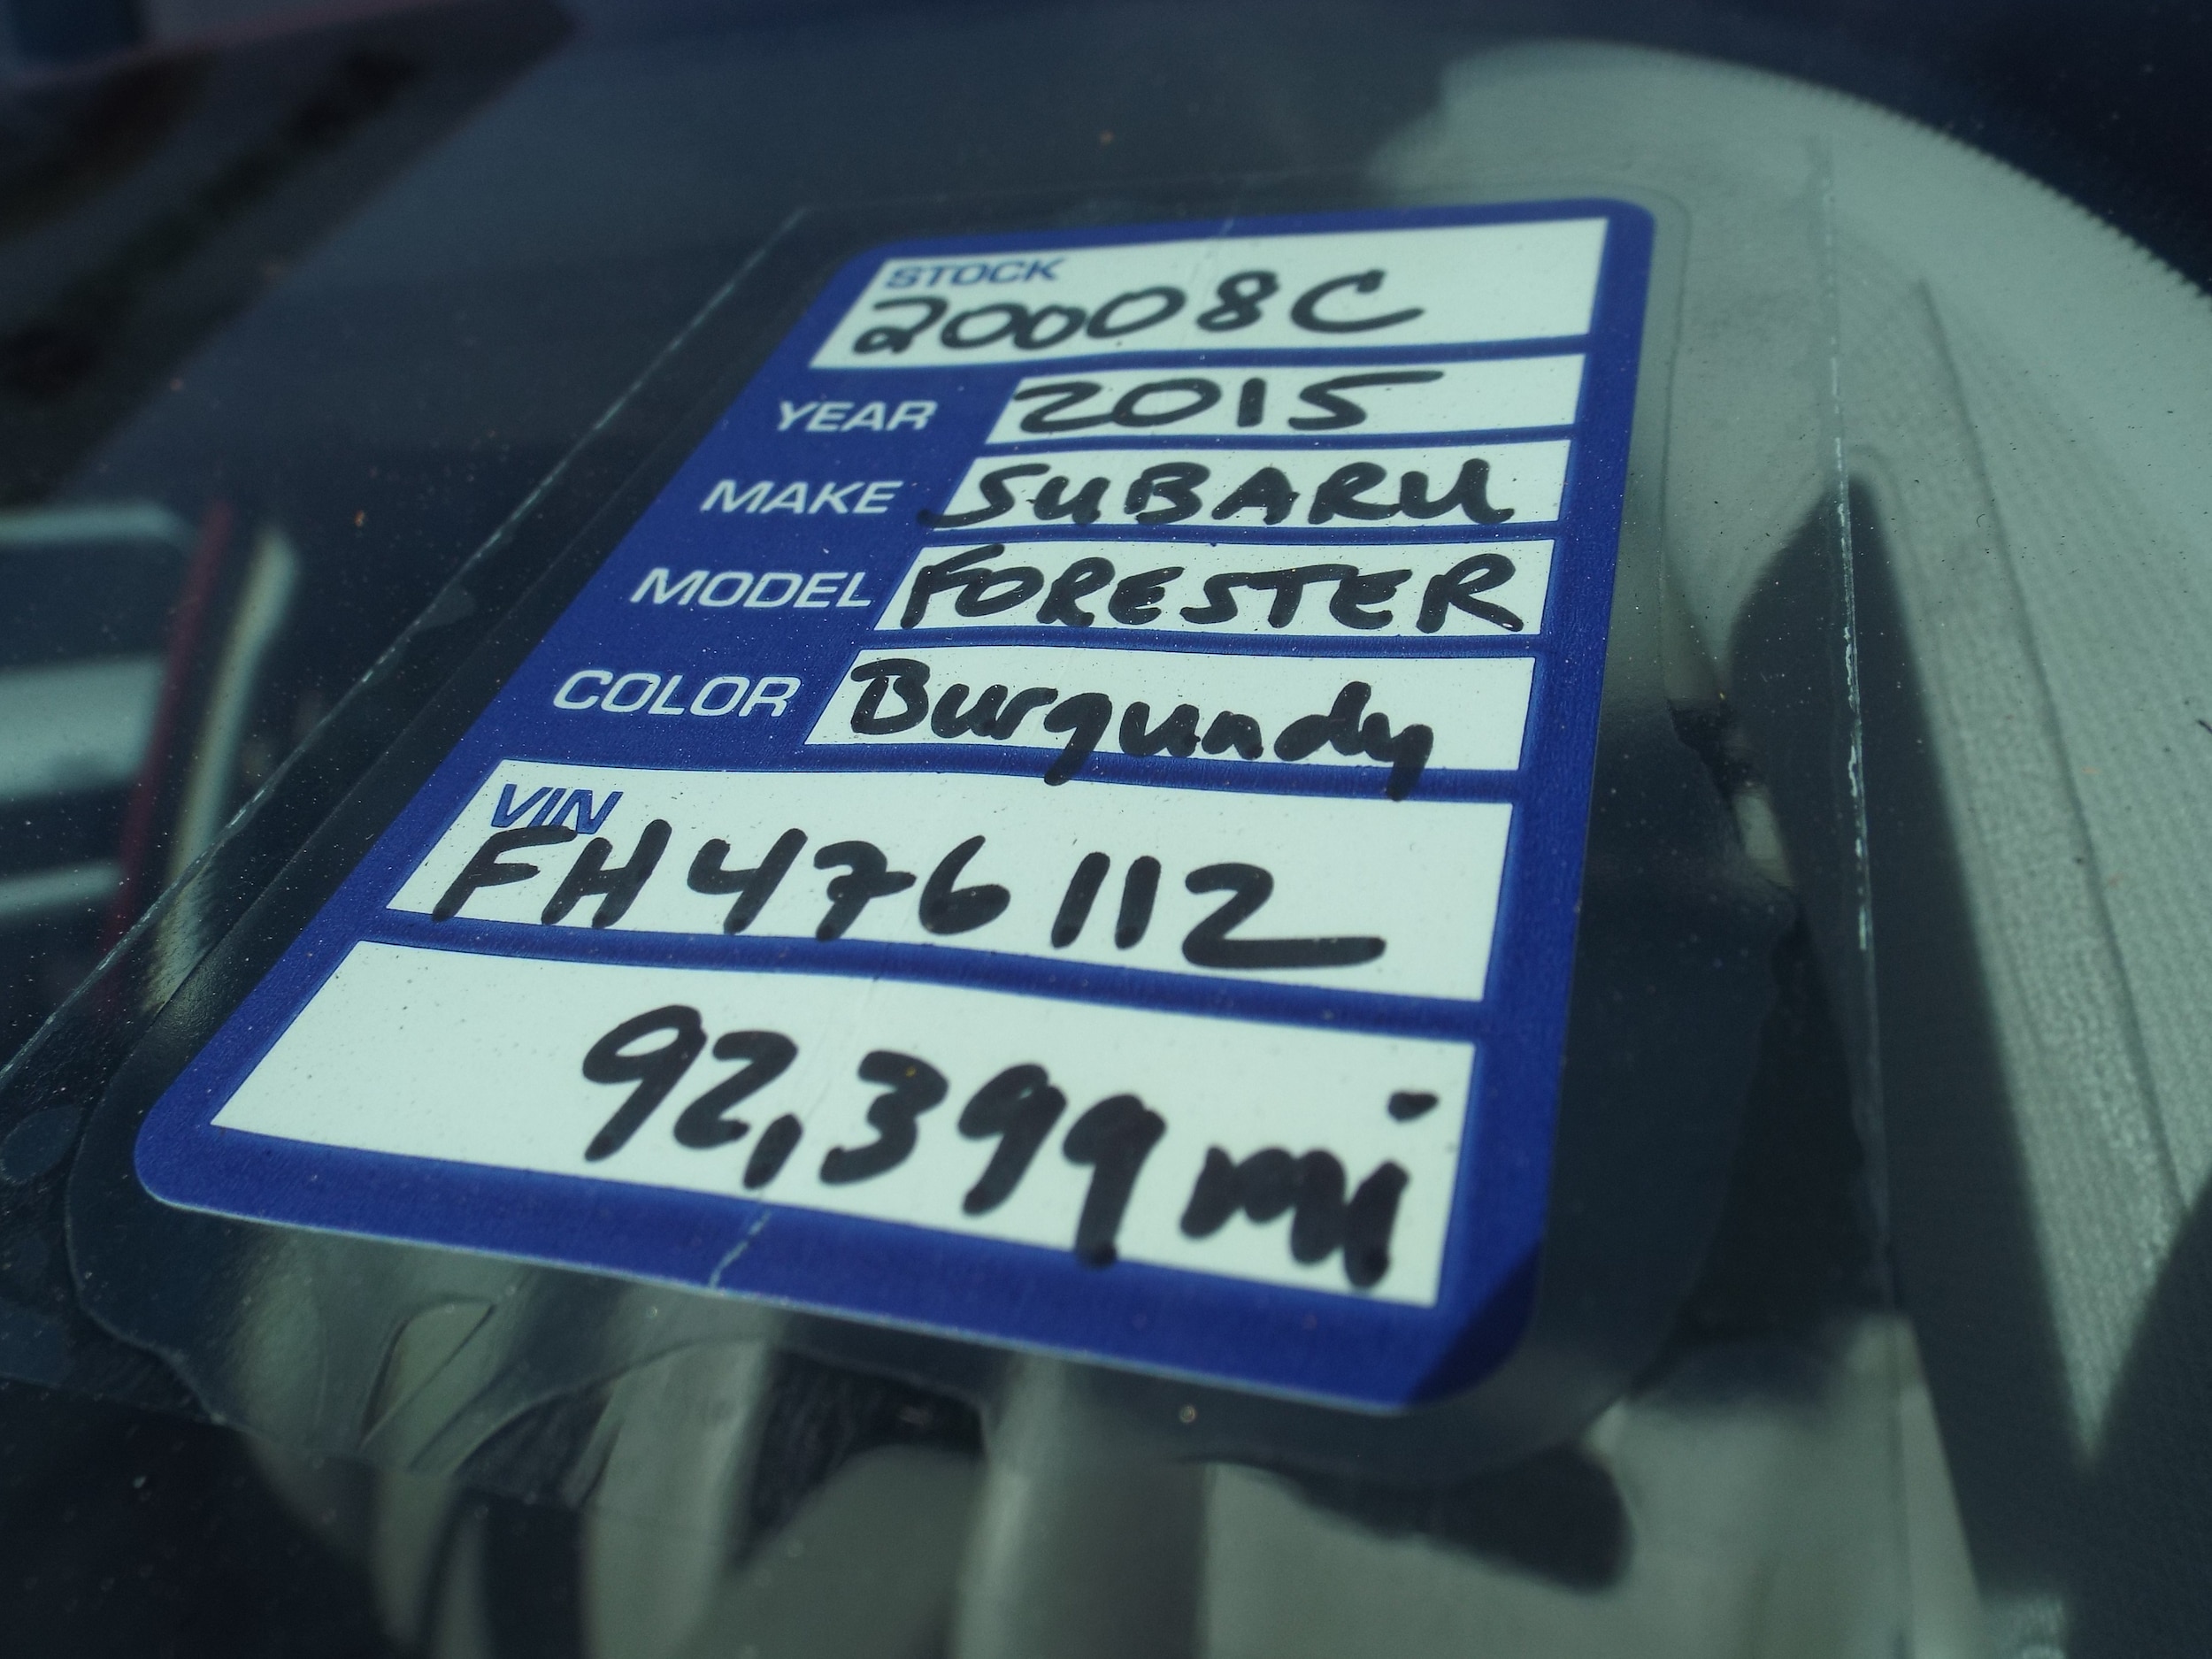 STOCK
20008C
YEAR 2015
MAKE SUBARU
MODEL FORESTER
COLOR Burgundy
VIN
FH476112
92,399mi